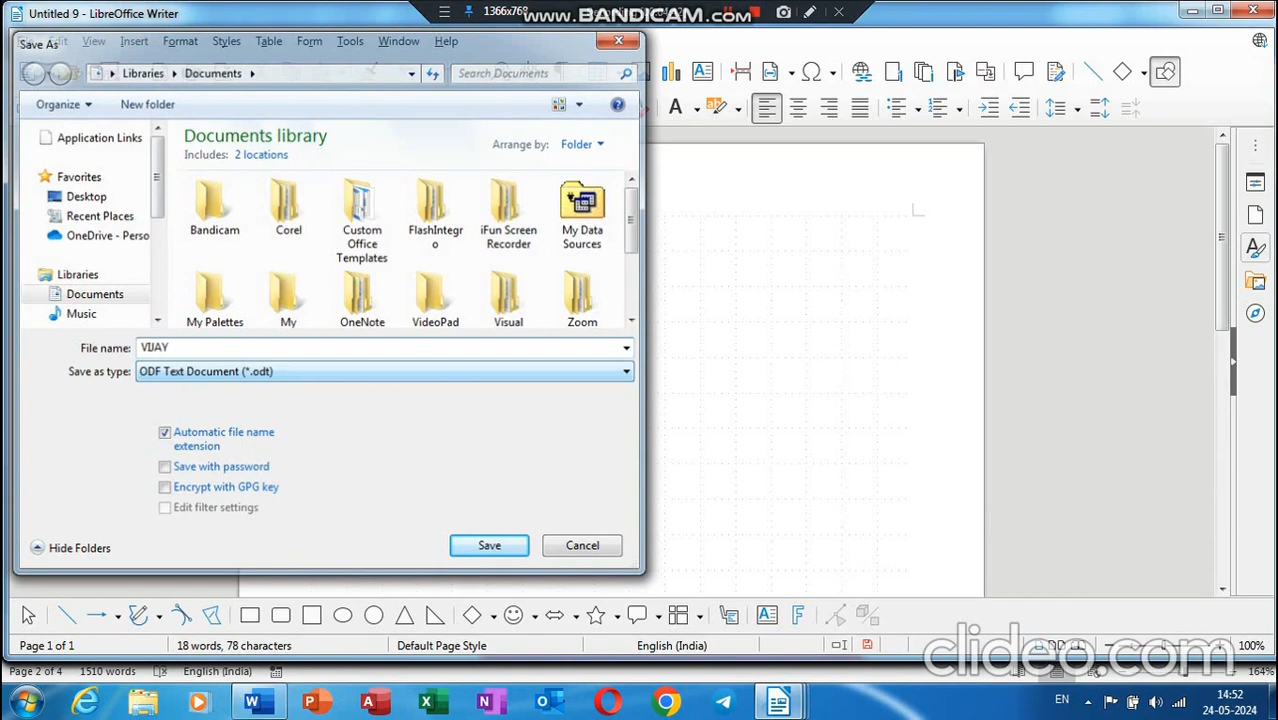 Untitled 9 - LibreOffice Writer
1366x768
www.BANDICAM.com
Save As
View Insert Format Styles Table Form Tools Window Help
Libraries Documents
Search Documents
Organize
New folder
Application Links
Favorites
Desktop
Recent Places
OneDrive - Perso
Libraries
Documents
Music
Documents library
Includes: 2 locations
Arrange by: Folder
Bandicam
Corel
Custom Office Templates
FlashIntegro
iFun Screen Recorder
My Data Sources
My Palettes
My
OneNote
VideoPad
Visual
Zoom
File name: VIJAY
Save as type: ODF Text Document (*.odt)
Automatic file name extension
Save with password
Encrypt with GPG key
Edit filter settings
Hide Folders
Save
Cancel
Page 1 of 1
18 words, 78 characters
Default Page Style
English (India)
100%
Page 2 of 4
1510 words
English (India)
164%
clideo.com
EN
14:52
24-05-2024